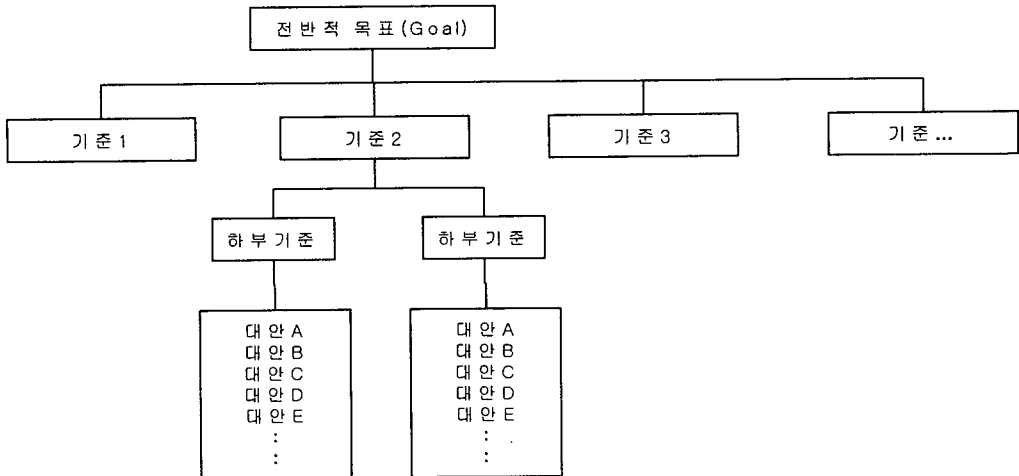 전반적 목표(Goal)
기준1
기준2
기준3
기준...
하부기준
하부기준
대안A
대안B
대안C
대안D
대안E
:
:
대안A
대안B
대안C
대안D
대안E
:
: